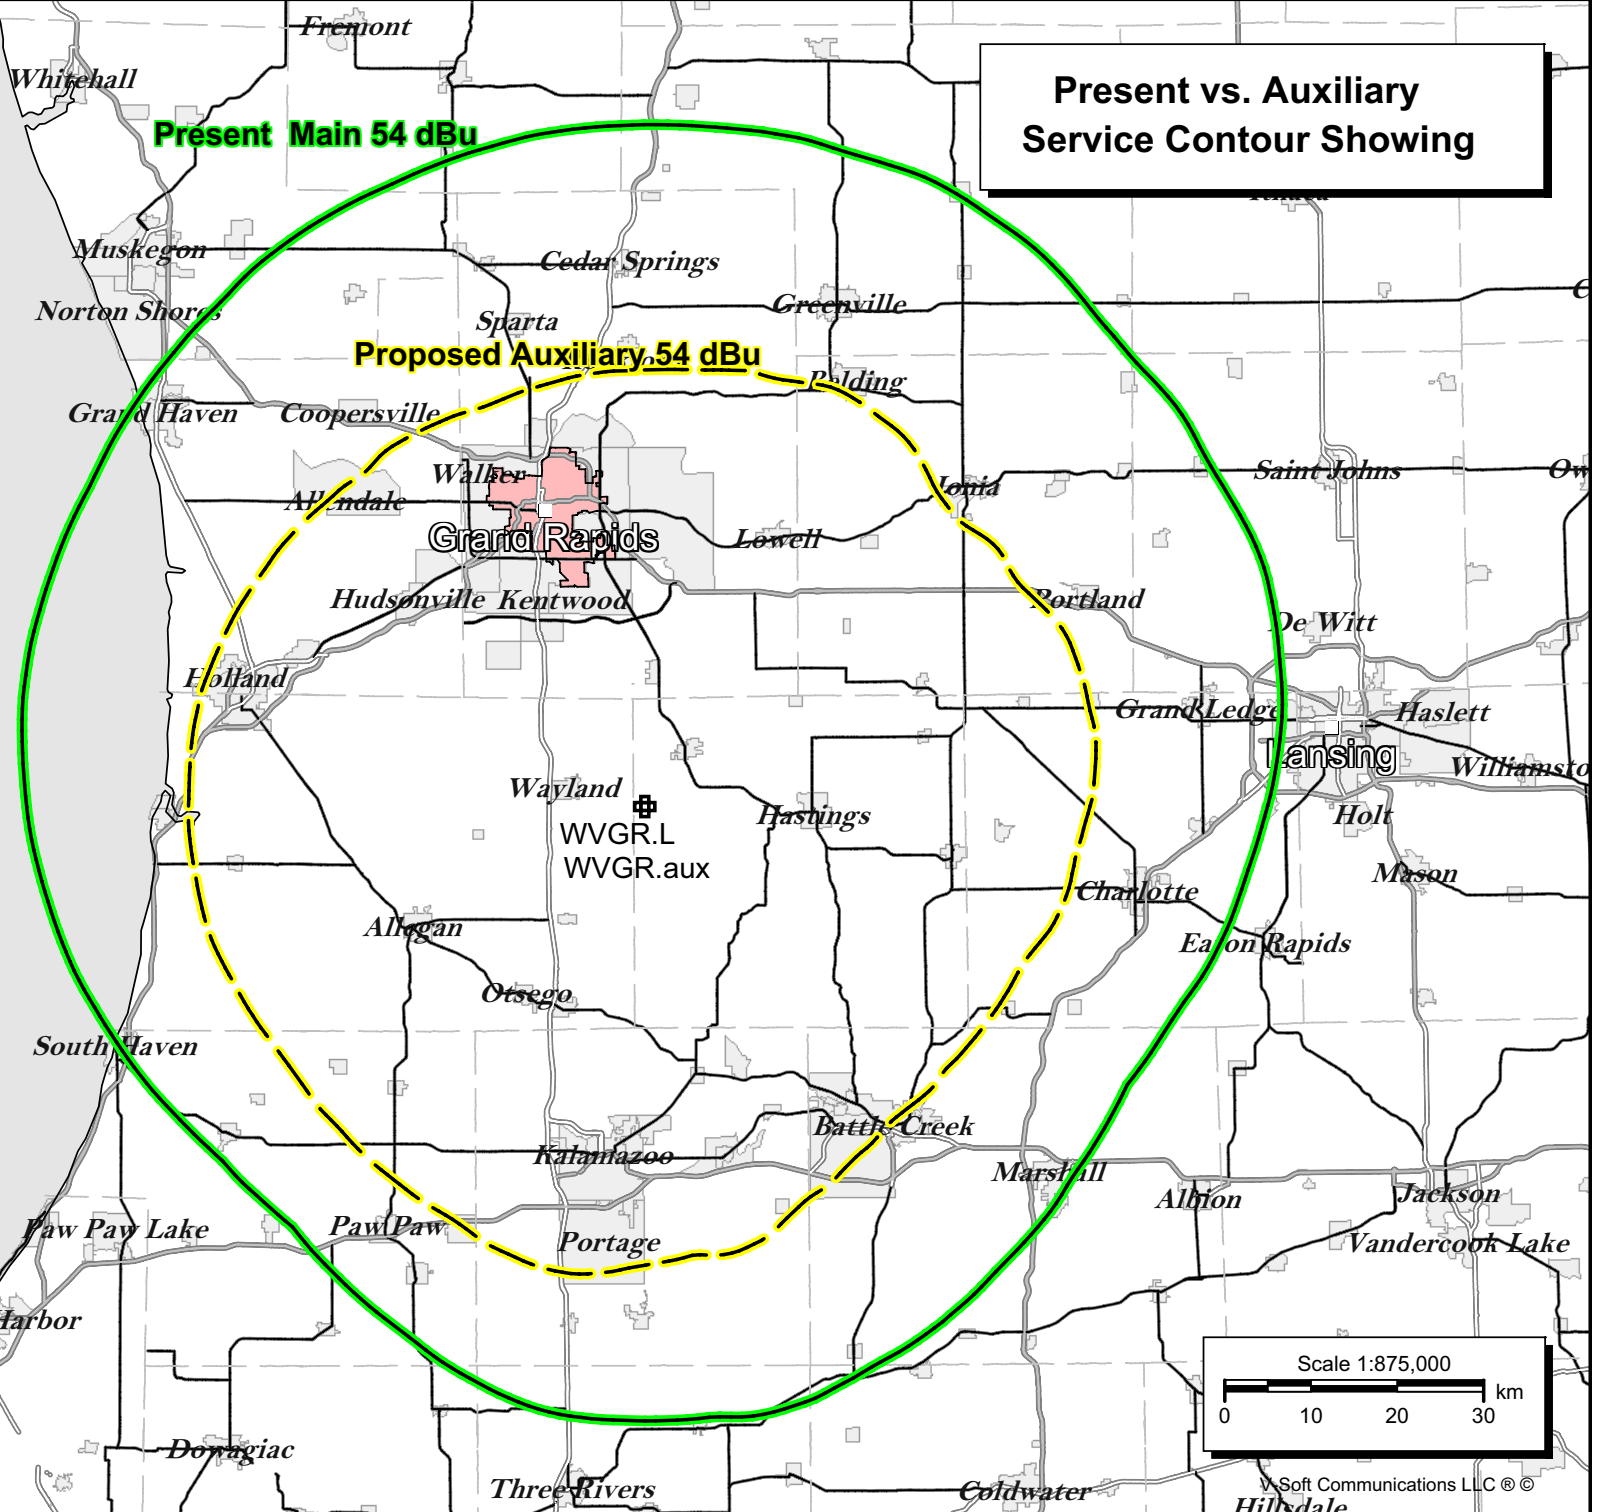 Fremont
Whitehall
Present vs. Auxiliary
Service Contour Showing
Present Main 54 dBu
Ithaca
Muskegon
Cedar Springs
Norton Shores
Greenville
Sparta
Proposed Auxiliary 54 dBu
Belding
Grand Haven
Coopersville
Walker
Saint Johns
Allendale
Ionia
Grand Rapids
Lowell
Hudsonville
Kentwood
Portland
De Witt
Holland
Grand Ledge
Haslett
Lansing
Williamsto
Wayland
Hastings
Holt
WVGR.L
WVGR.aux
Mason
Charlotte
Allegan
Eaton Rapids
Otsego
South Haven
Battle Creek
Kalamazoo
Marshall
Albion
Jackson
Paw Paw Lake
Paw Paw
Portage
Vandercook Lake
Harbor
Scale 1:875,000
km
0 10 20 30
Dowagiac
Three Rivers
Coldwater
V-Soft Communications LLC ® ©
Hillsdale